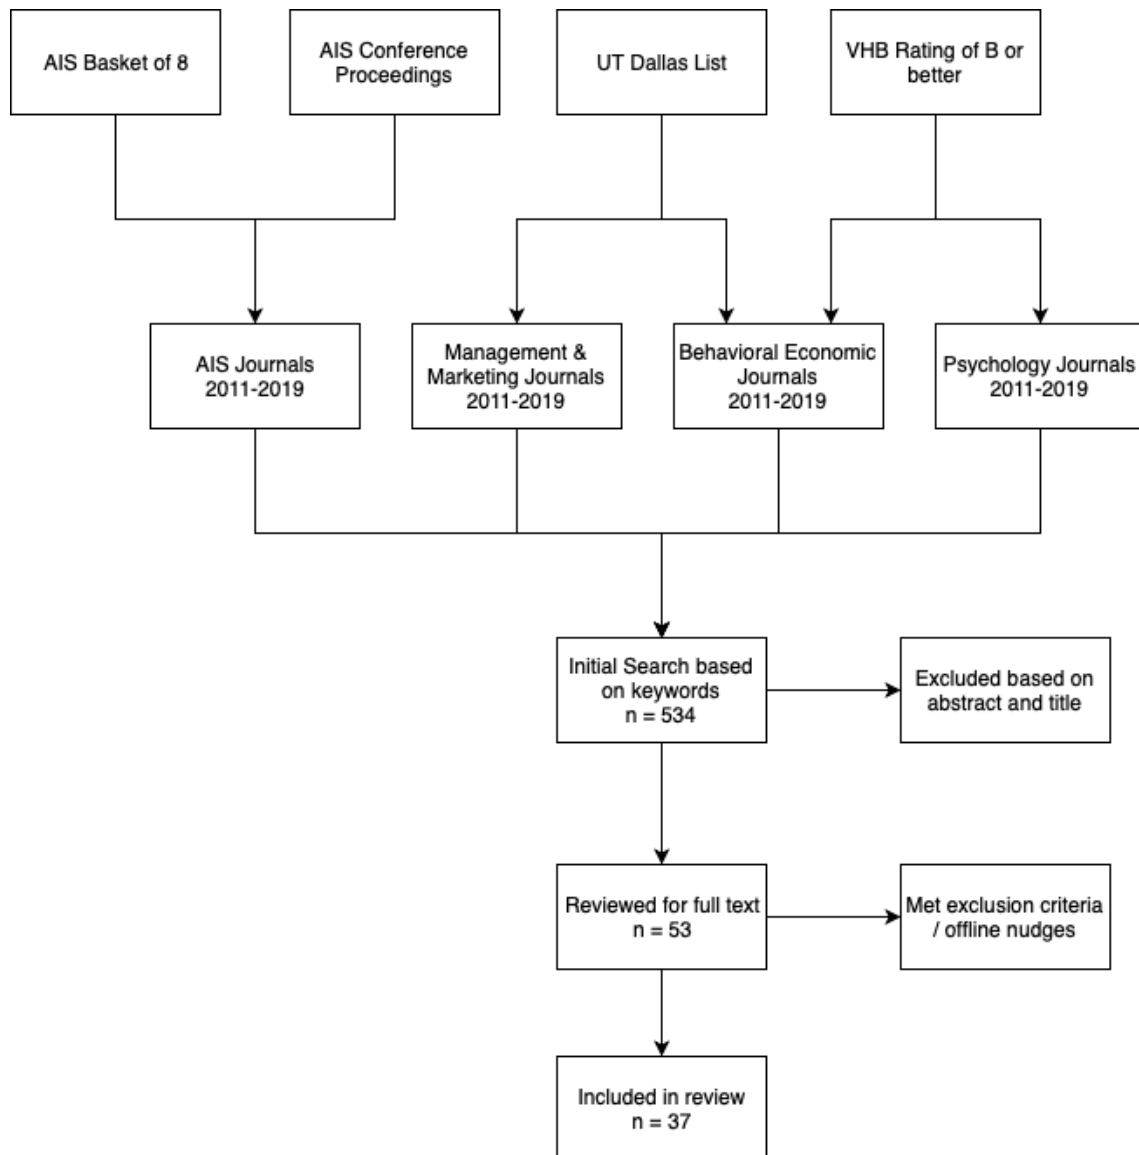 AIS Basket of 8
AIS Conference
Proceedings
UT Dallas List
VHB Rating of B or
better
AIS Journals
2011-2019
Management &
Marketing Journals
2011-2019
Behavioral Economic
Journals
2011-2019
Psychology Journals
2011-2019
Initial Search based
on keywords
n = 534
Excluded based on
abstract and title
Reviewed for full text
n = 53
Met exclusion criteria
/ offline nudges
Included in review
n = 37